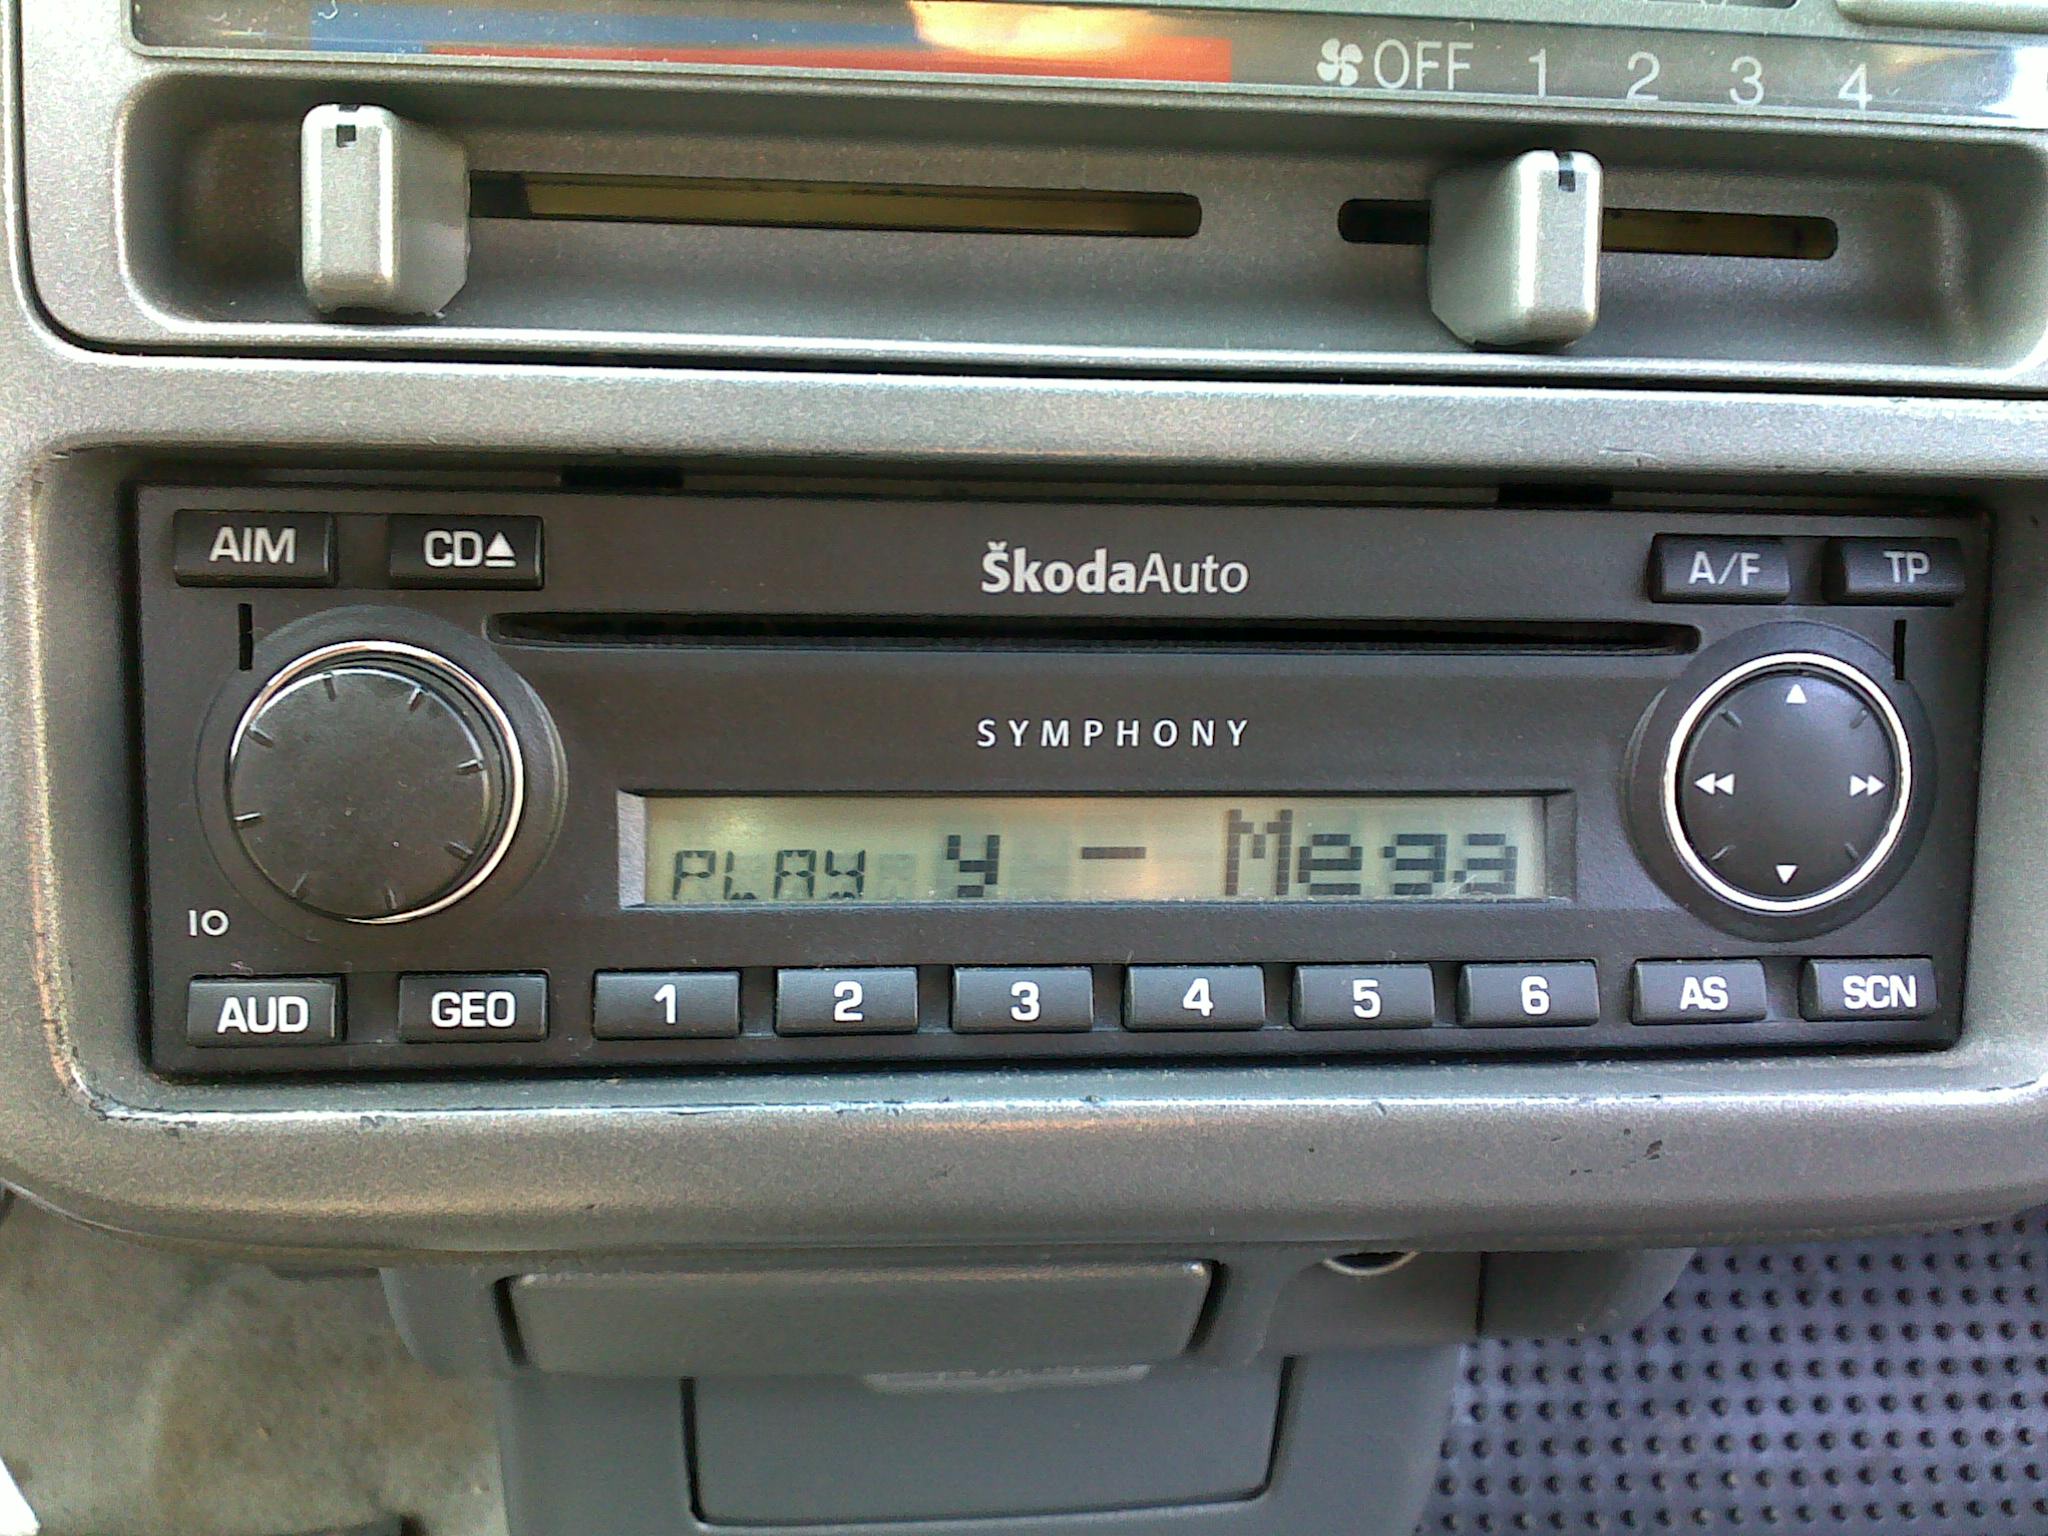 OFF 1 2 3 4
AIM CD A/F TP
ŠkodaAuto
SYMPHONY
PLAY y - Mega
IO
AUD GEO 1 2 3 4 5 6 AS SCN